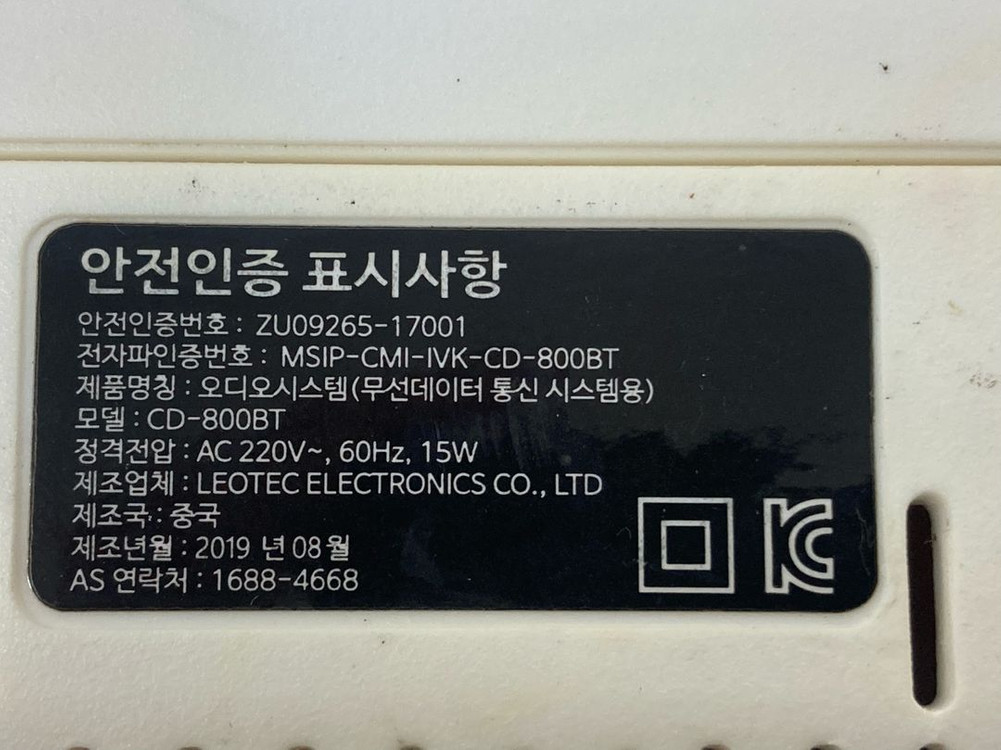 안전인증 표시사항
안전인증번호 : ZU09265-17001
전자파인증번호 : MSIP-CMI-IVK-CD-800BT
제품명칭 : 오디오시스템(무선데이터 통신 시스템용)
모델 : CD-800BT
정격전압 : AC 220V~, 60Hz, 15W
제조업체 : LEOTEC ELECTRONICS CO., LTD
제조국 : 중국
제조년월 : 2019 년 08 월
AS 연락처 : 1688-4668
KC